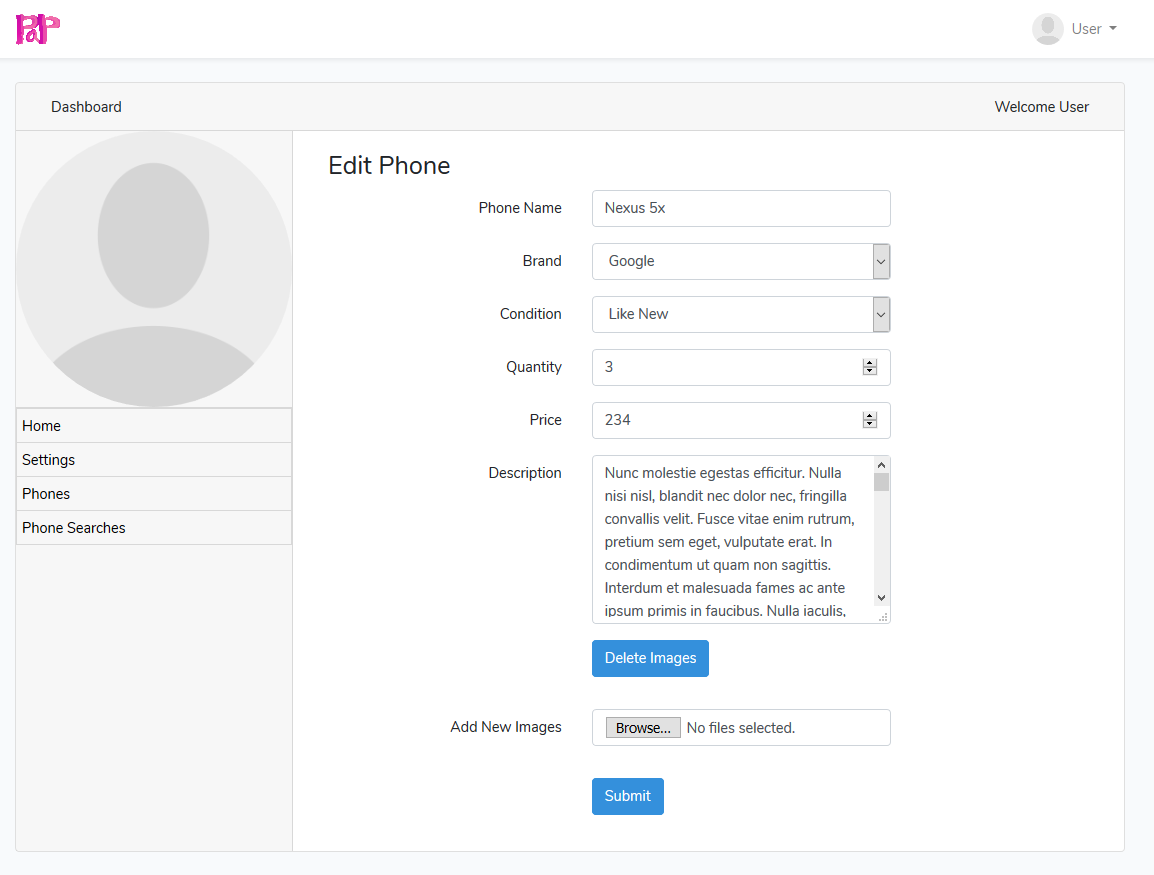 PaP
User
Dashboard
Welcome User
Edit Phone
Phone Name
Nexus 5x
Brand
Google
Condition
Like New
Quantity
3
Price
234
Description
Nunc molestie egestas efficitur. Nulla
nisi nisl, blandit nec dolor nec, fringilla
convallis velit. Fusce vitae enim rutrum,
pretium sem eget, vulputate erat. In
condimentum ut quam non sagittis.
Interdum et malesuada fames ac ante
ipsum primis in faucibus. Nulla iaculis,
Delete Images
Add New Images
Browse... No files selected.
Submit
Home
Settings
Phones
Phone Searches